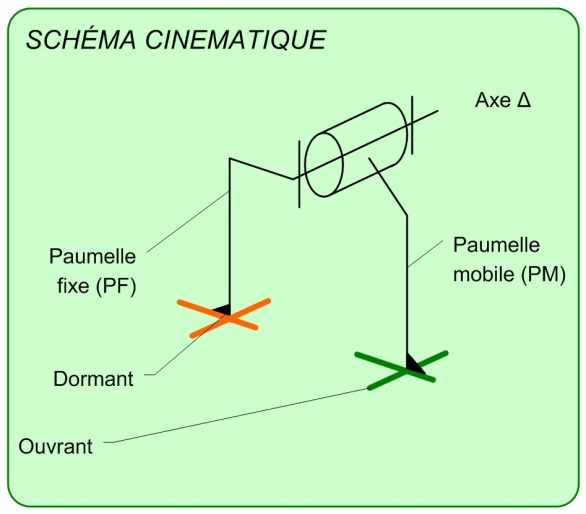 SCHÉMA CINEMATIQUE
Axe Δ
Paumelle
fixe (PF)
Paumelle
mobile (PM)
Dormant
Ouvrant